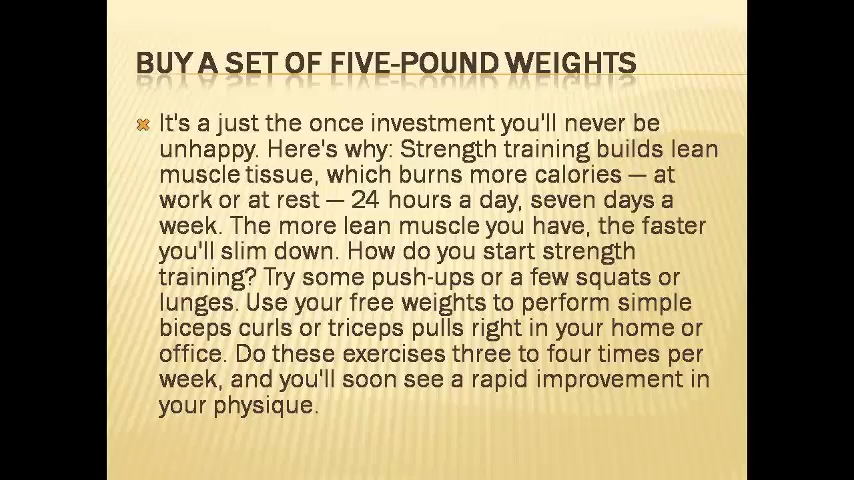 BUY A SET OF FIVE-POUND WEIGHTS
It's a just the once investment you'll never be
unhappy. Here's why: Strength training builds lean
muscle tissue, which burns more calories — at
work or at rest — 24 hours a day, seven days a
week. The more lean muscle you have, the faster
you'll slim down. How do you start strength
training? Try some push-ups or a few squats or
lunges. Use your free weights to perform simple
biceps curls or triceps pulls right in your home or
office. Do these exercises three to four times per
week, and you'll soon see a rapid improvement in
your physique.